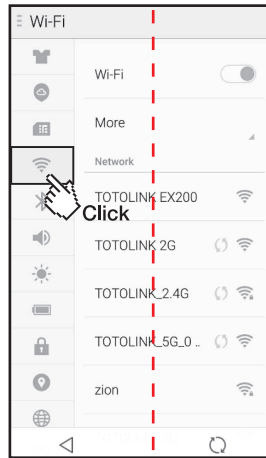 Wi-Fi
Wi-Fi
More
Network
TOTOLINK EX200
Click
TOTOLINK 2G
TOTOLINK_2.4G
TOTOLINK_5G_0 ..
zion